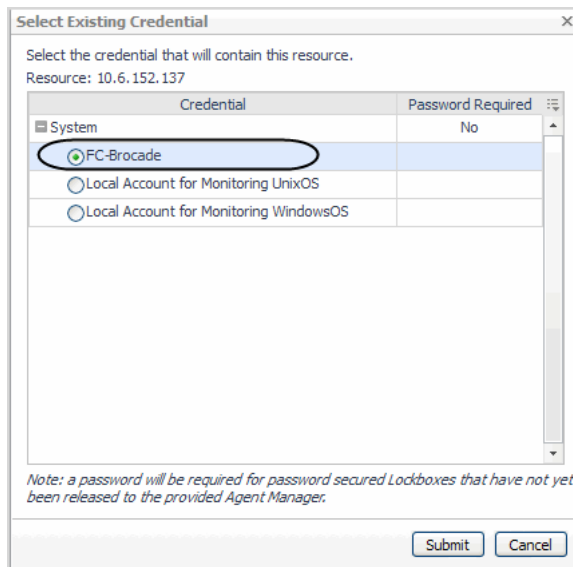 Select Existing Credential
Select the credential that will contain this resource.
Resource: 10.6.152.137
Credential Password Required
System No
FC-Brocade
Local Account for Monitoring UnixOS
Local Account for Monitoring WindowsOS
Note: a password will be required for password secured Lockboxes that have not yet
been released to the provided Agent Manager.
Submit Cancel